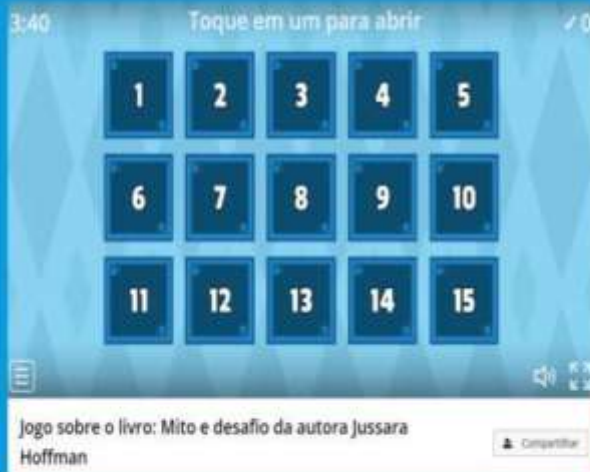 3:40 Toque em um para abrir ✓ 0
1 2 3 4 5
6 7 8 9 10
11 12 13 14 15
Jogo sobre o livro: Mito e desafio da autora Jussara
Hoffman
Compartilhar